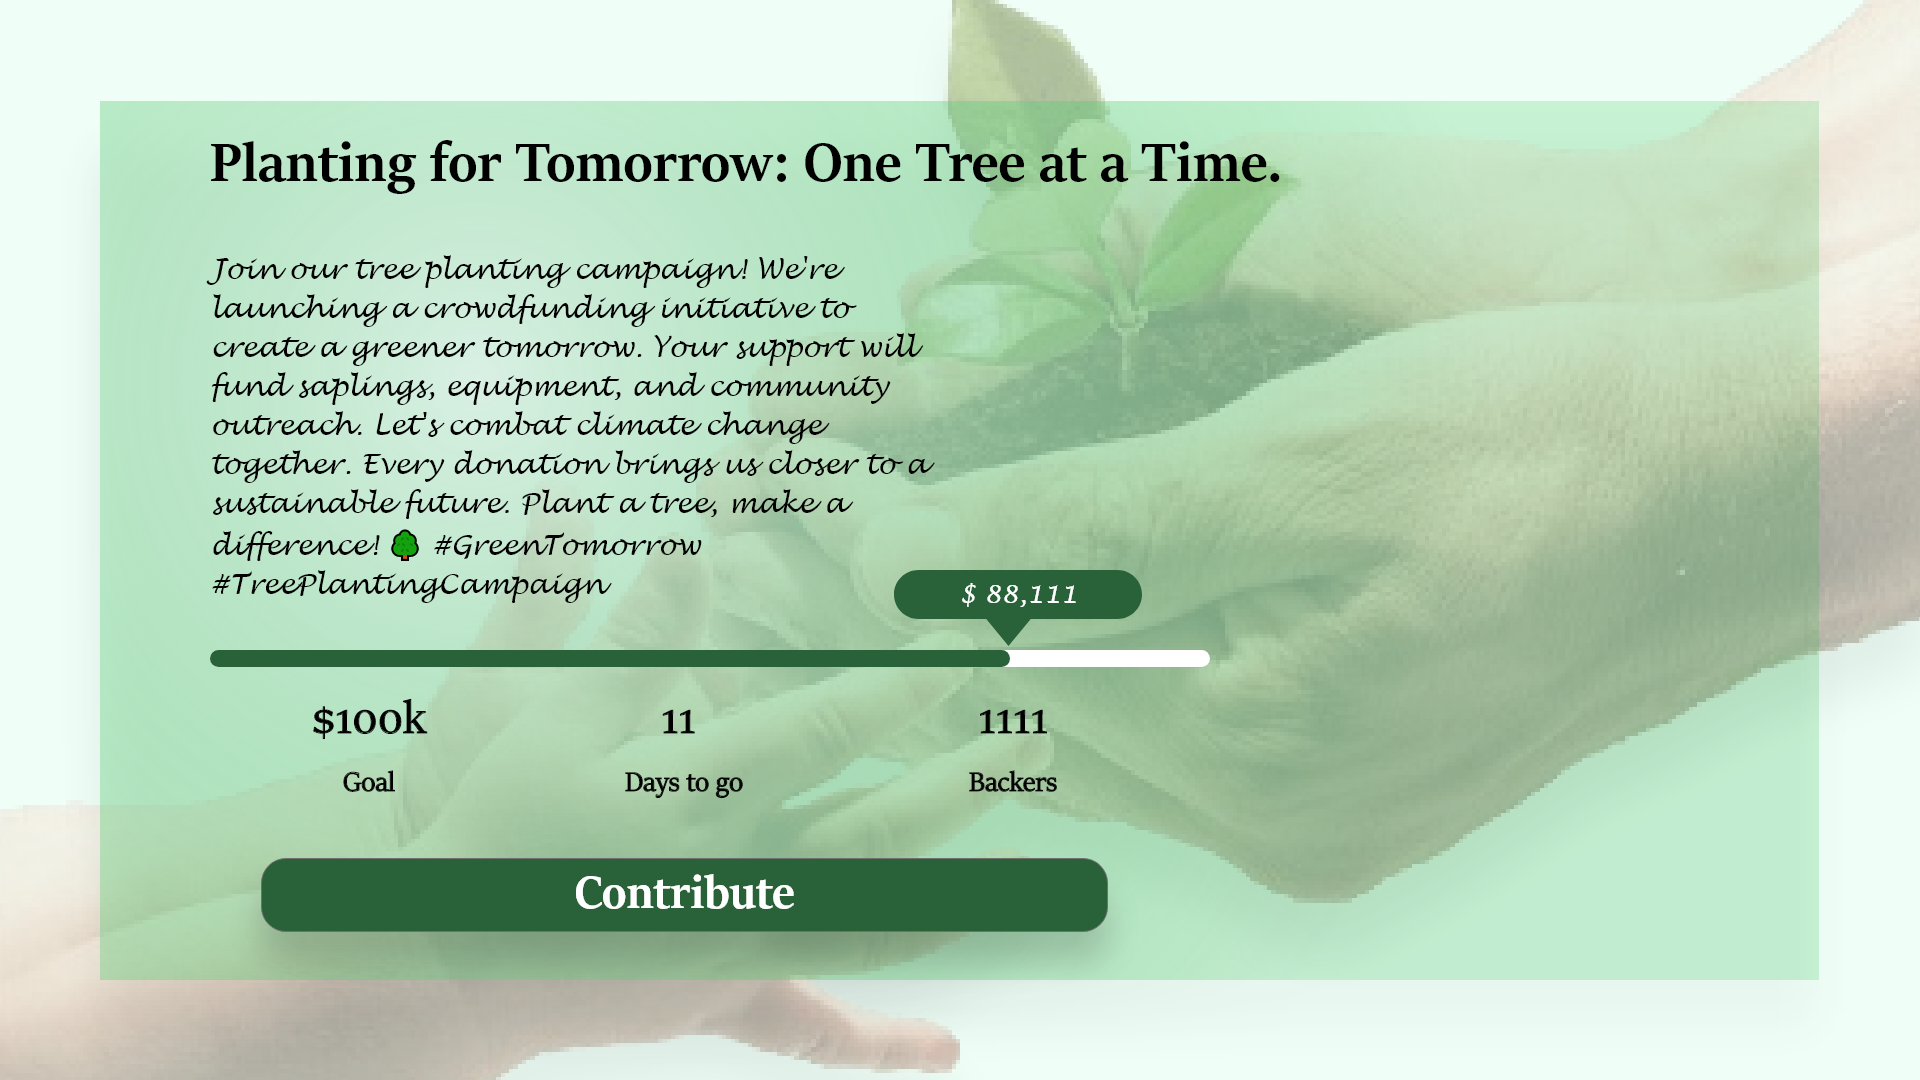 Planting for Tomorrow: One Tree at a Time.
Join our tree planting campaign! We're
launching a crowdfunding initiative to
create a greener tomorrow. Your support will
fund saplings, equipment, and community
outreach. Let's combat climate change
together. Every donation brings us closer to a
sustainable future. Plant a tree, make a
difference! 🌳 #GreenTomorrow
#TreePlantingCampaign
$ 88,111
$100k
11
1111
Goal
Days to go
Backers
Contribute